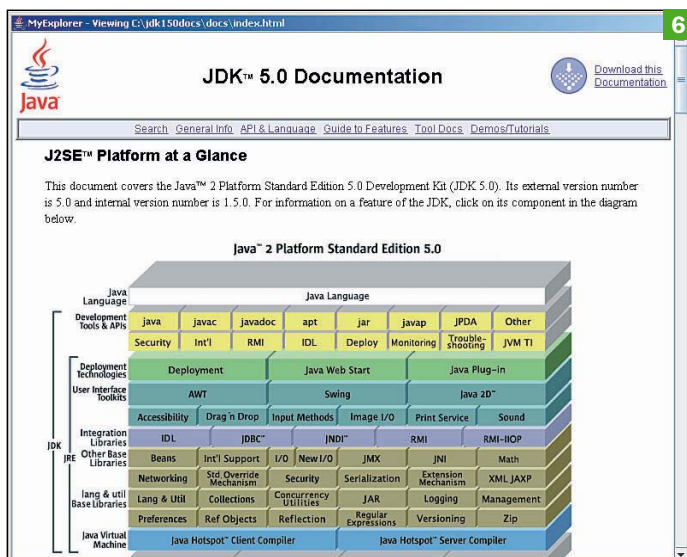 MyExplorer - Viewing C:\jdk150docs\docs\index.html
6
Java
JDK™ 5.0 Documentation
Download this
Documentation
Search General Info API & Language Guide to Features Tool Docs Demos/Tutorials
J2SE™ Platform at a Glance
This document covers the Java™ 2 Platform Standard Edition 5.0 Development Kit (JDK 5.0). Its external version number
is 5.0 and internal version number is 1.5.0. For information on a feature of the JDK, click on its component in the diagram
below.
Java™ 2 Platform Standard Edition 5.0
Java
Language
Java Language
Development
Tools & APIs
java javac javadoc apt jar javap JPDA Other
Security Int'l RMI IDL Deploy Monitoring Trouble-
shooting JVM TI
Deployment
Technologies
Deployment Java Web Start Java Plug-in
User Interface
Toolkits
AWT Swing Java 2D™
Accessibility Drag 'n Drop Input Methods Image I/O Print Service Sound
Integration
Libraries
IDL JDBC™ JNDI™ RMI RMI-IIOP
JDK
JRE
Other Base
Libraries
Beans Int'l Support I/O New I/O JMX JNI Math
Networking Std. Override
Mechanism Security Serialization Extension
Mechanism XML JAXP
lang & util
Base Libraries
Lang & Util Collections Concurrency
Utilities JAR Logging Management
Preferences Ref Objects Reflection Regular
Expressions Versioning Zip
Java Virtual
Machine
Java Hotspot™ Client Compiler Java Hotspot™ Server Compiler